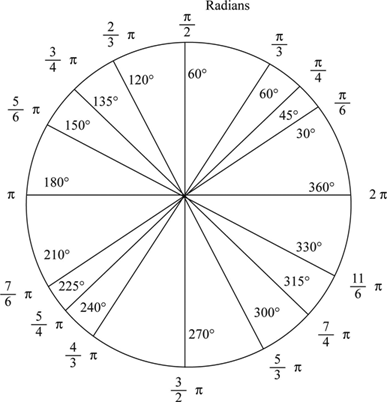 Radians
π/2
2/3 π
π/3
3/4 π
π/4
5/6 π
π/6
120°
60°
60°
135°
45°
150°
30°
π
180°
360°
2 π
210°
330°
225°
315°
7/6 π
11/6 π
240°
300°
5/4 π
270°
7/4 π
4/3 π
5/3 π
3/2 π